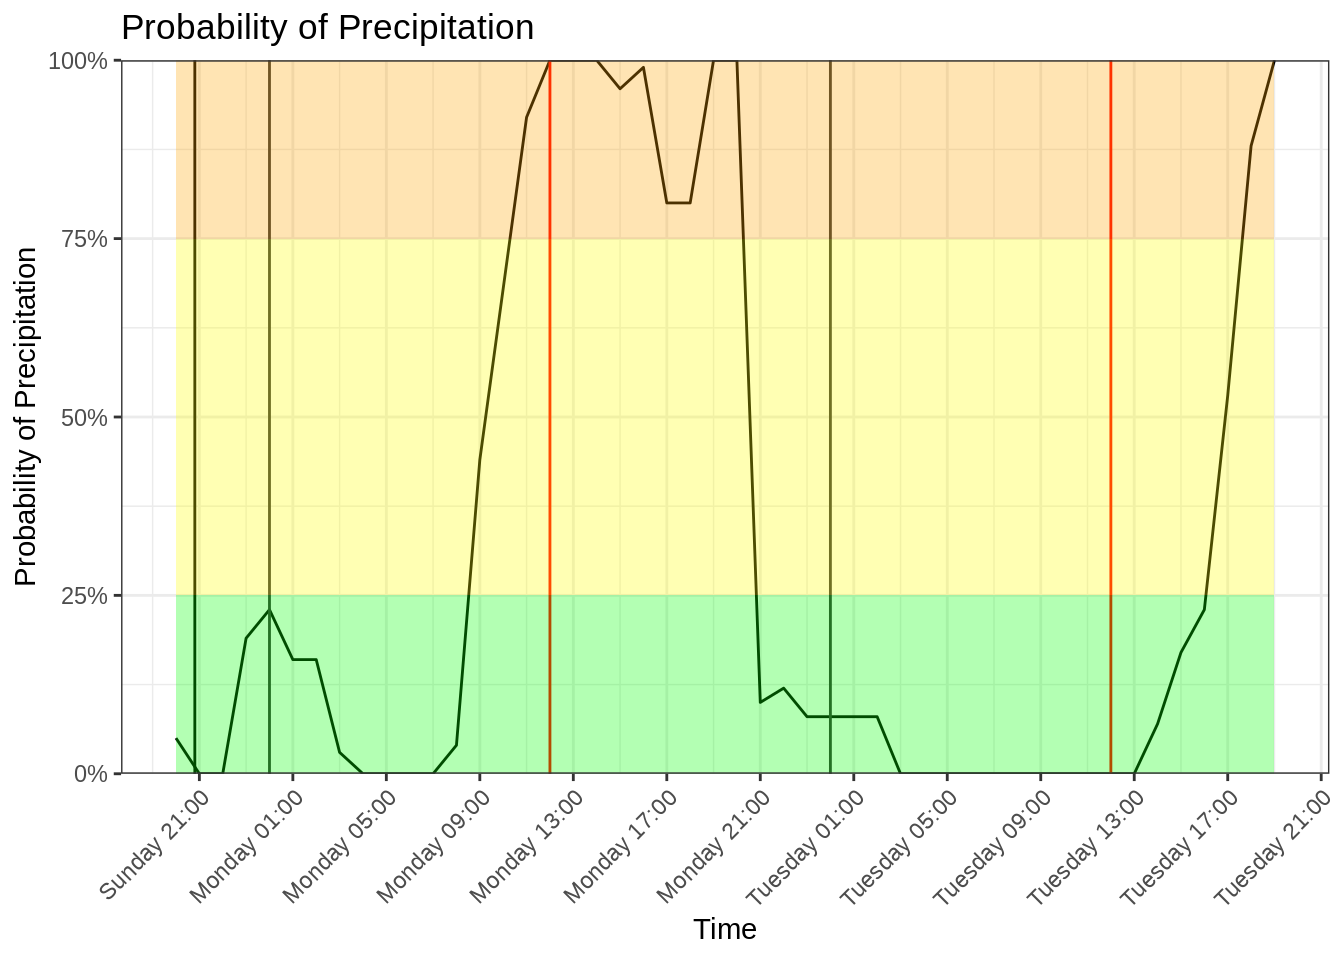 Probability of Precipitation
Probability of Precipitation
100%
75%
50%
25%
0%
Sunday 21:00
Monday 01:00
Monday 05:00
Monday 09:00
Monday 13:00
Monday 17:00
Monday 21:00
Tuesday 01:00
Tuesday 05:00
Tuesday 09:00
Tuesday 13:00
Tuesday 17:00
Tuesday 21:00
Time